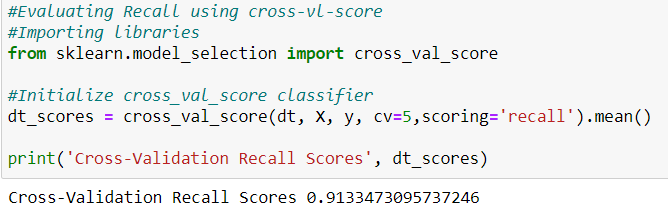 #Evaluating Recall using cross-vl-score
#Importing libraries
from sklearn.model_selection import cross_val_score
#Initialize cross_val_score classifier
dt_scores = cross_val_score(dt, X, y, cv=5,scoring='recall').mean()
print('Cross-Validation Recall Scores', dt_scores)
Cross-Validation Recall Scores 0.9133473095737246